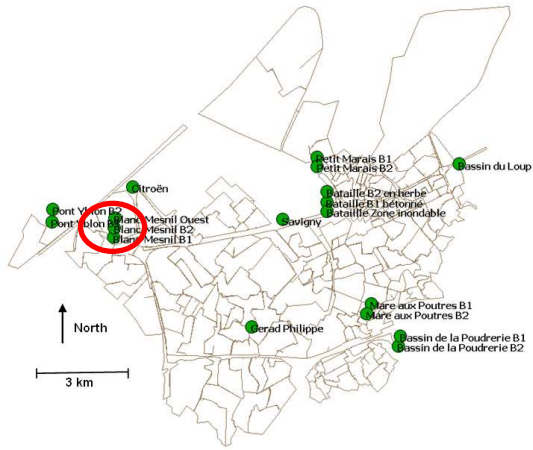 Petit Marais B1
Petit Marais B2
Bassin du Loup
Citroën
Bataille B2 en herbe
Bataille B1 bétonné
Bataille Zone inondable
Pont Yblon B2
Pont Yblon
Blanc Mesnil Ouest
Blanc Mesnil B2
Blanc Mesnil B1
Savigny
Mare aux Poutres B1
Mare aux Poutres B2
Gerad Philippe
Bassin de la Poudrerie B1
Bassin de la Poudrerie B2
North
3 km